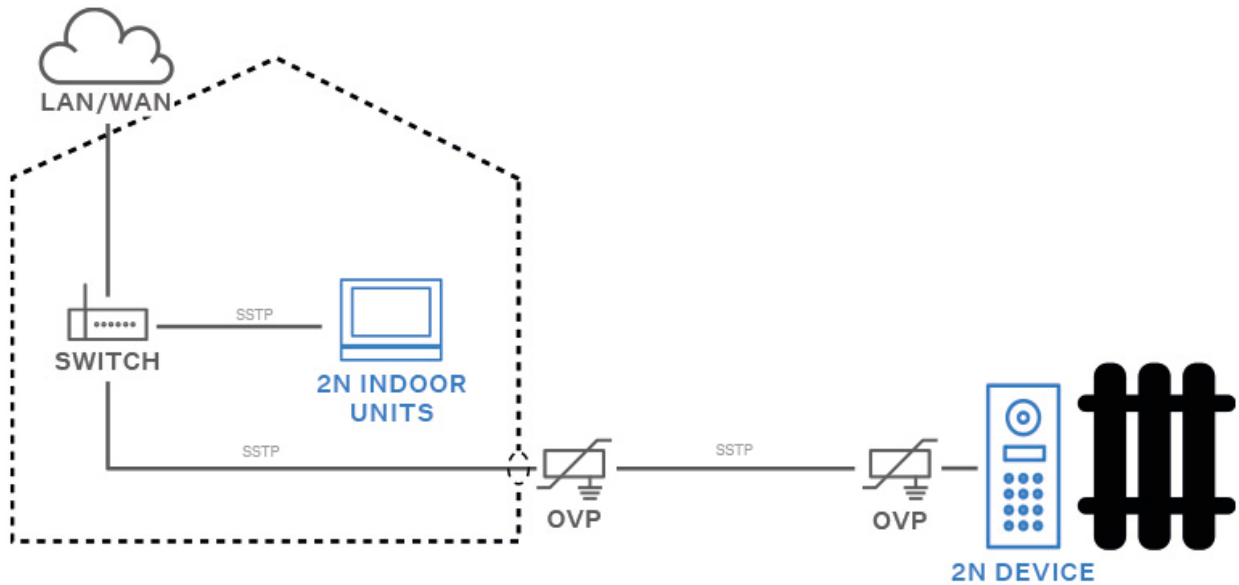 LAN/WAN
SSTP
SWITCH
2N INDOOR
UNITS
SSTP
SSTP
OVP
OVP
2N DEVICE